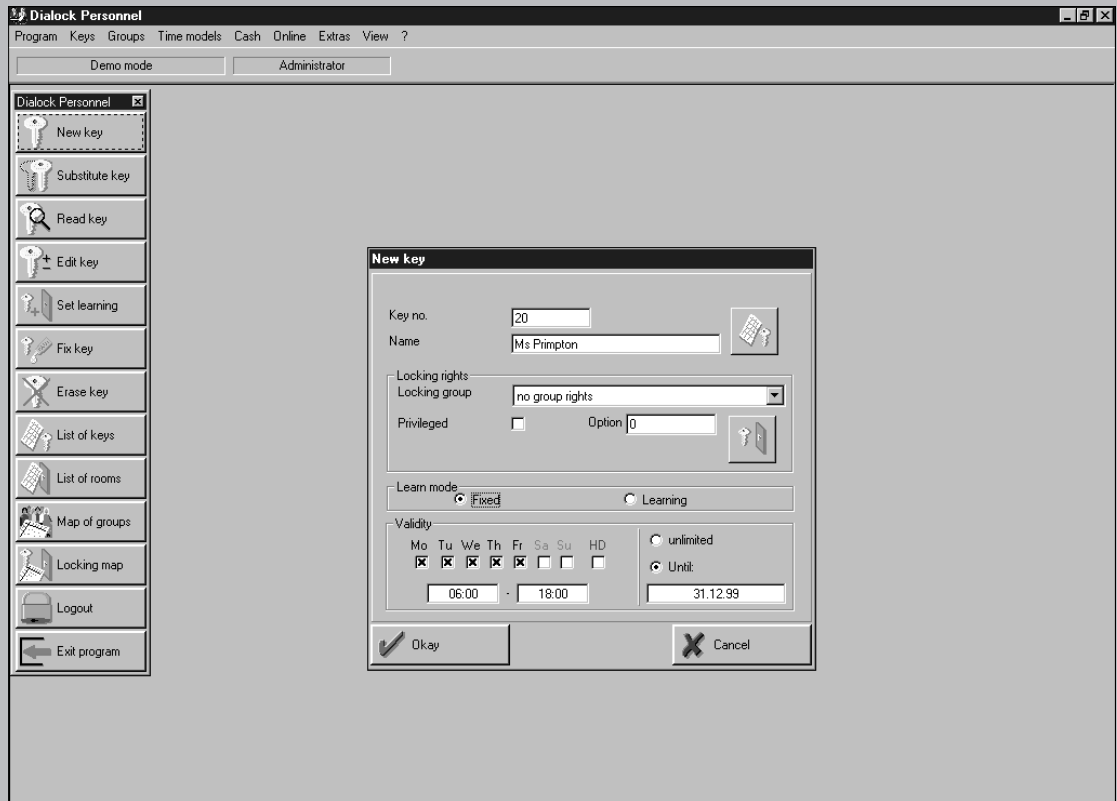 Dialock Personnel
Program Keys Groups Time models Cash Online Extras View ?
Demo mode Administrator
Dialock Personnel
New key
Substitute key
Read key
Edit key
Set learning
Fix key
Erase key
List of keys
List of rooms
Map of groups
Locking map
Logout
Exit program
New key
Key no. 20
Name Ms Primpton
Locking rights
Locking group no group rights
Privileged Option 0
Learn mode
Fixed Learning
Validity
Mo Tu We Th Fr Sa Su HD
unlimited
Until:
06:00 - 18:00 31.12.99
Okay Cancel